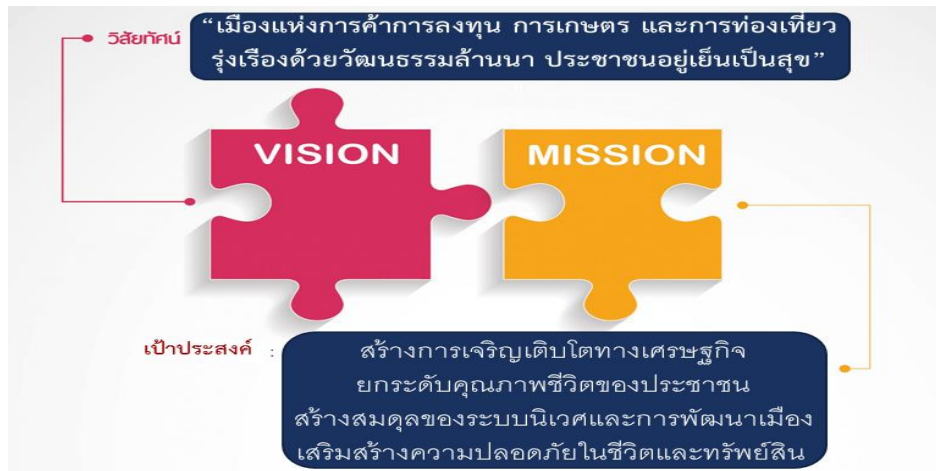 วิสัยทัศน์
“เมืองแห่งการค้าการลงทุน การเกษตร และการท่องเที่ยว
รุ่งเรืองด้วยวัฒนธรรมล้านนา ประชาชนอยู่เย็นเป็นสุข”
VISION
MISSION
เป้าประสงค์ :
สร้างการเจริญเติบโตทางเศรษฐกิจ
ยกระดับคุณภาพชีวิตของประชาชน
สร้างสมดุลของระบบนิเวศและการพัฒนาเมือง
เสริมสร้างความปลอดภัยในชีวิตและทรัพย์สิน